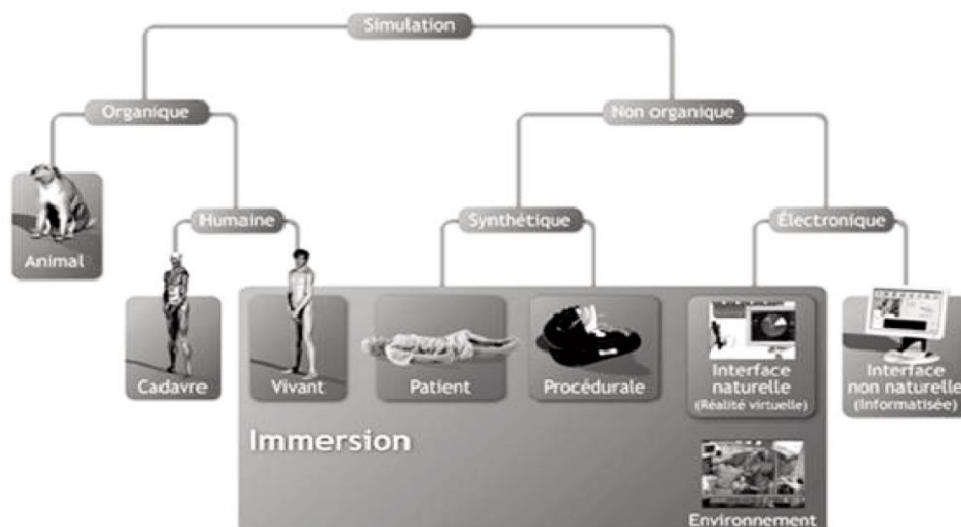 Simulation
Organique
Non organique
Animal
Humaine
Synthétique
Électronique
Cadavre
Vivant
Patient
Procédurale
Interface
naturelle
(Réalité virtuelle)
Interface
non naturelle
(Informatisée)
Immersion
Environnement